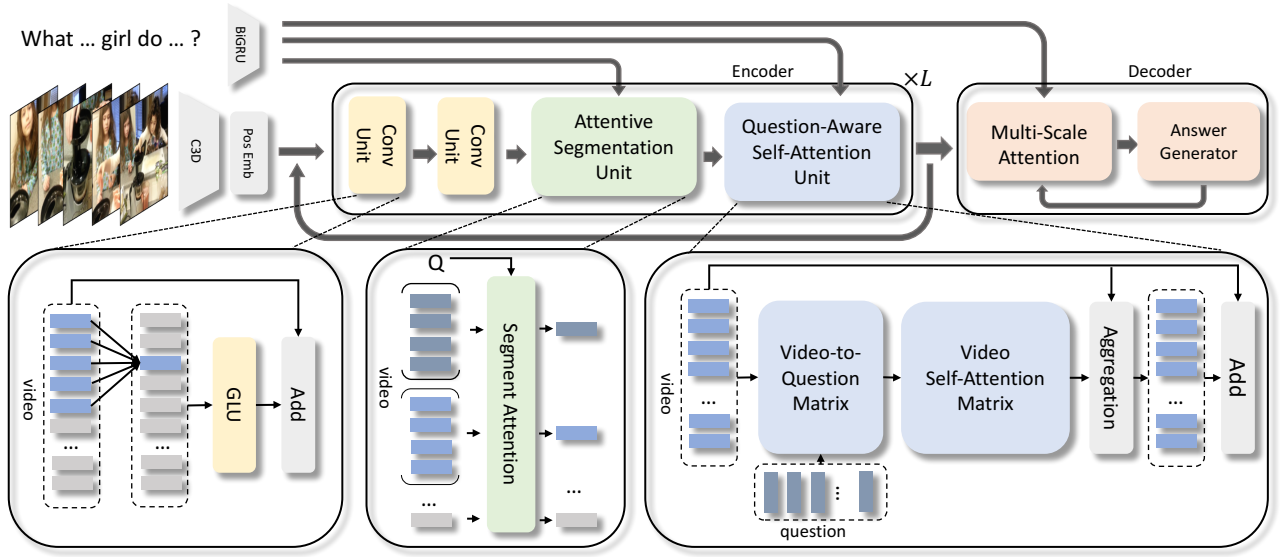 What ... girl do ... ?
BiGRU
C3D
Pos Emb
Encoder
×L
Decoder
Conv
Unit
Conv
Unit
Attentive
Segmentation
Unit
Question-Aware
Self-Attention
Unit
Multi-Scale
Attention
Answer
Generator
video
...
...
GLU
Add
Q
video
...
Segment Attention
...
video
...
Video-to-
Question
Matrix
...
question
Video
Self-Attention
Matrix
Aggregation
...
Add